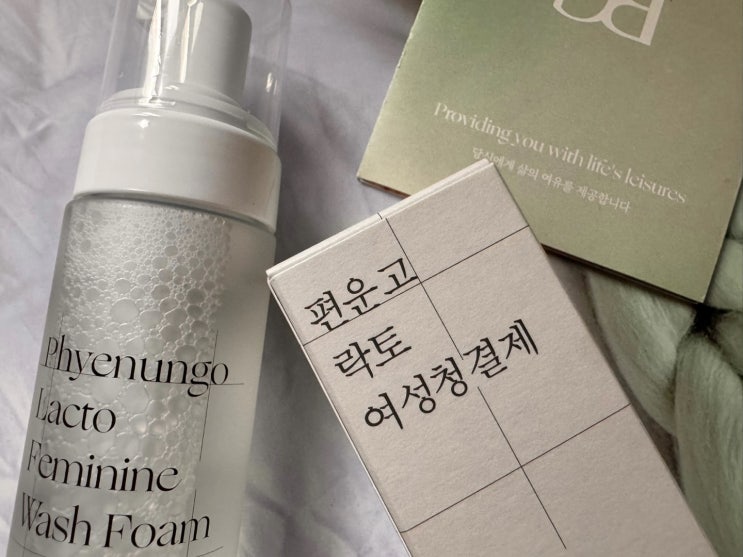 Phyenungo
Lacto
Feminine
Wash Foam
편운고
라토
여성청결제
Providing you with life's leisures
당신에게 삶의 여유를 제공합니다